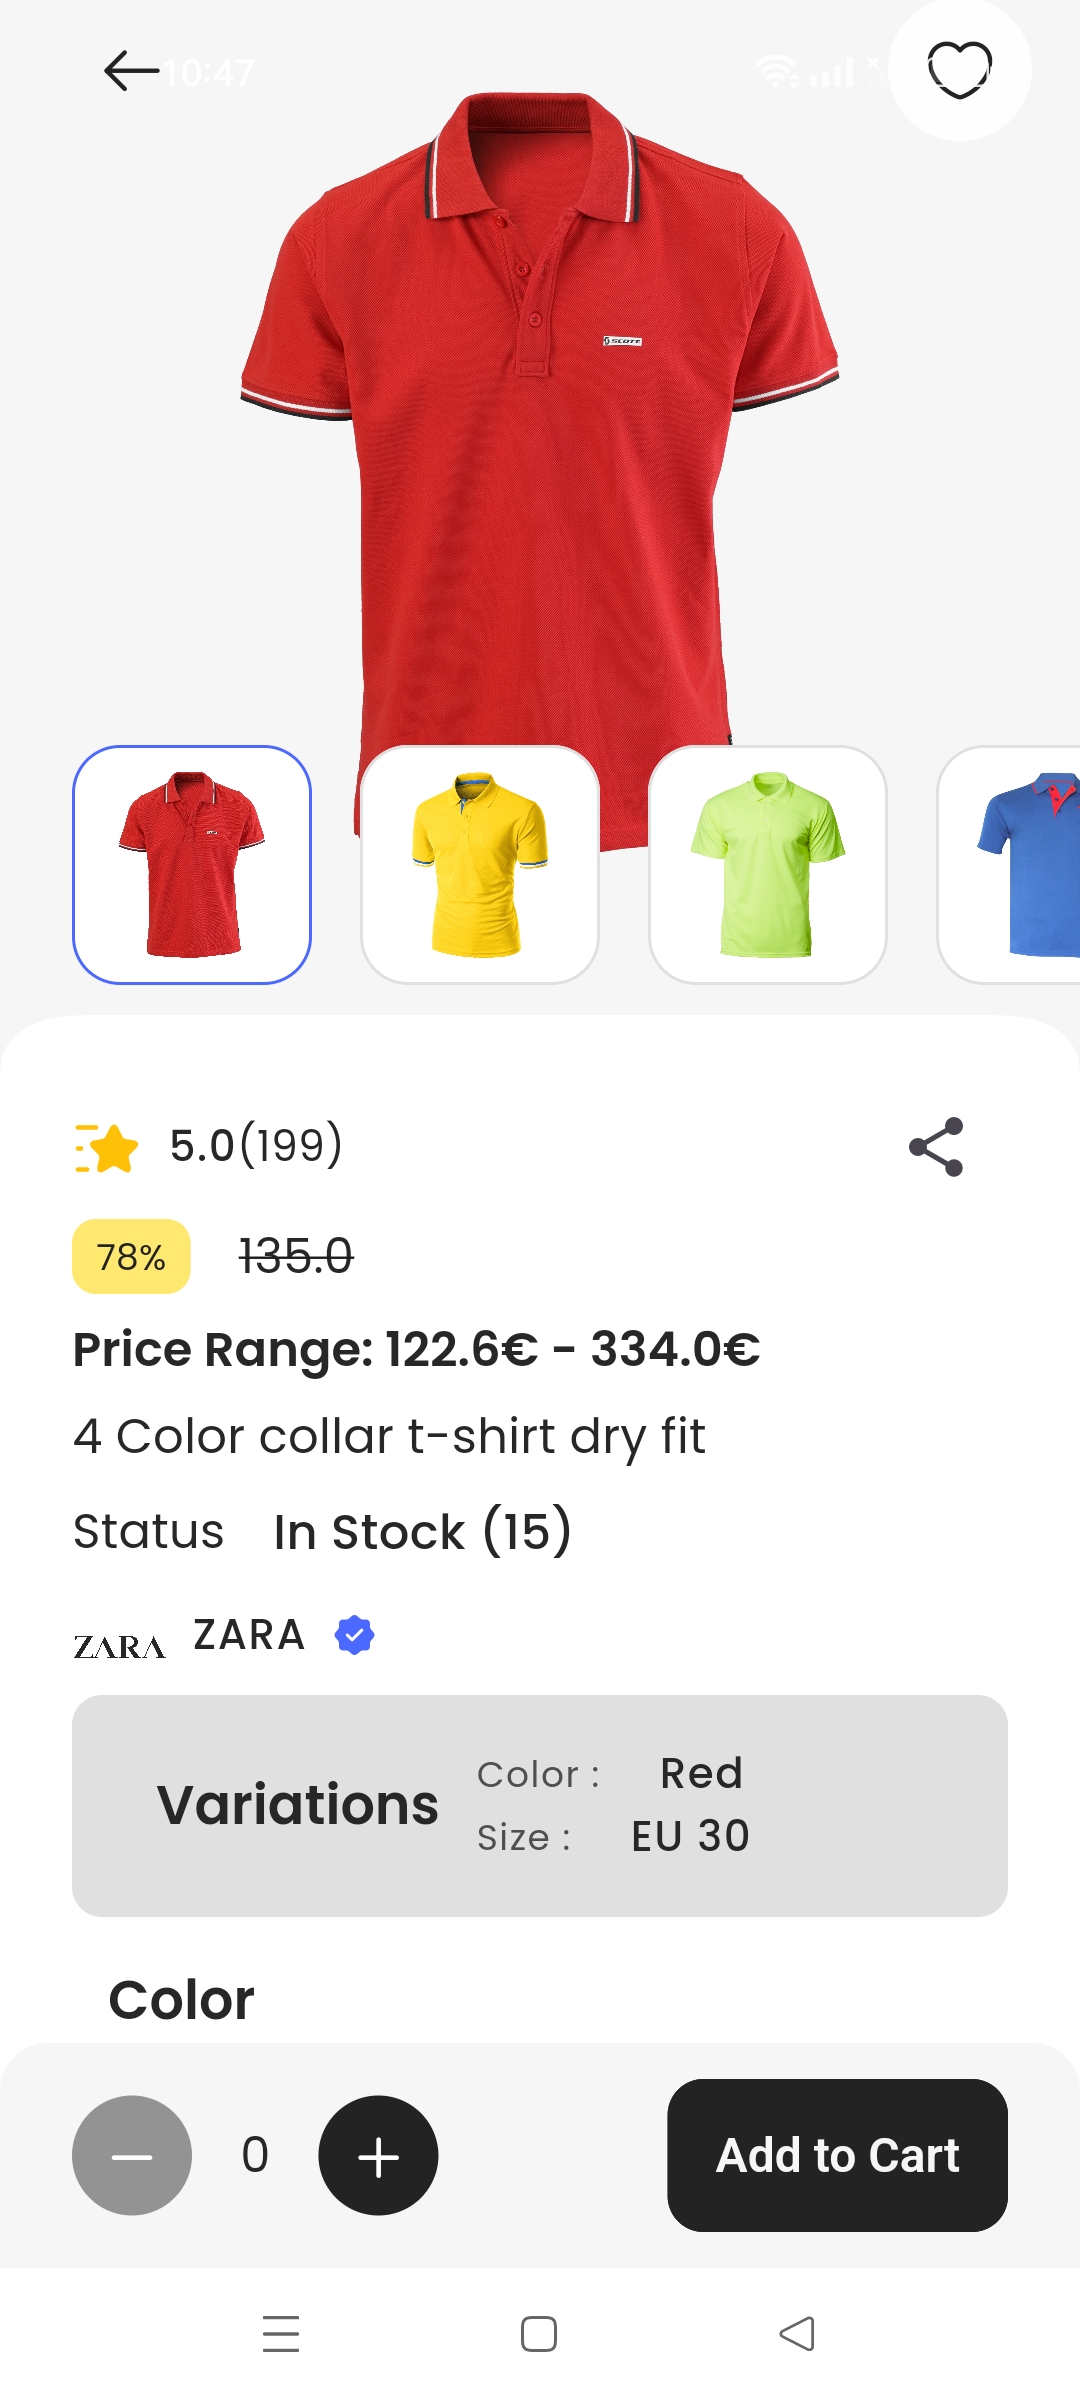 10:47
SCOTT
5.0(199)
78% 135.0
Price Range: 122.6€ - 334.0€
4 Color collar t-shirt dry fit
Status In Stock (15)
ZARA ZARA
Variations
Color : Red
Size : EU 30
Color
0
Add to Cart